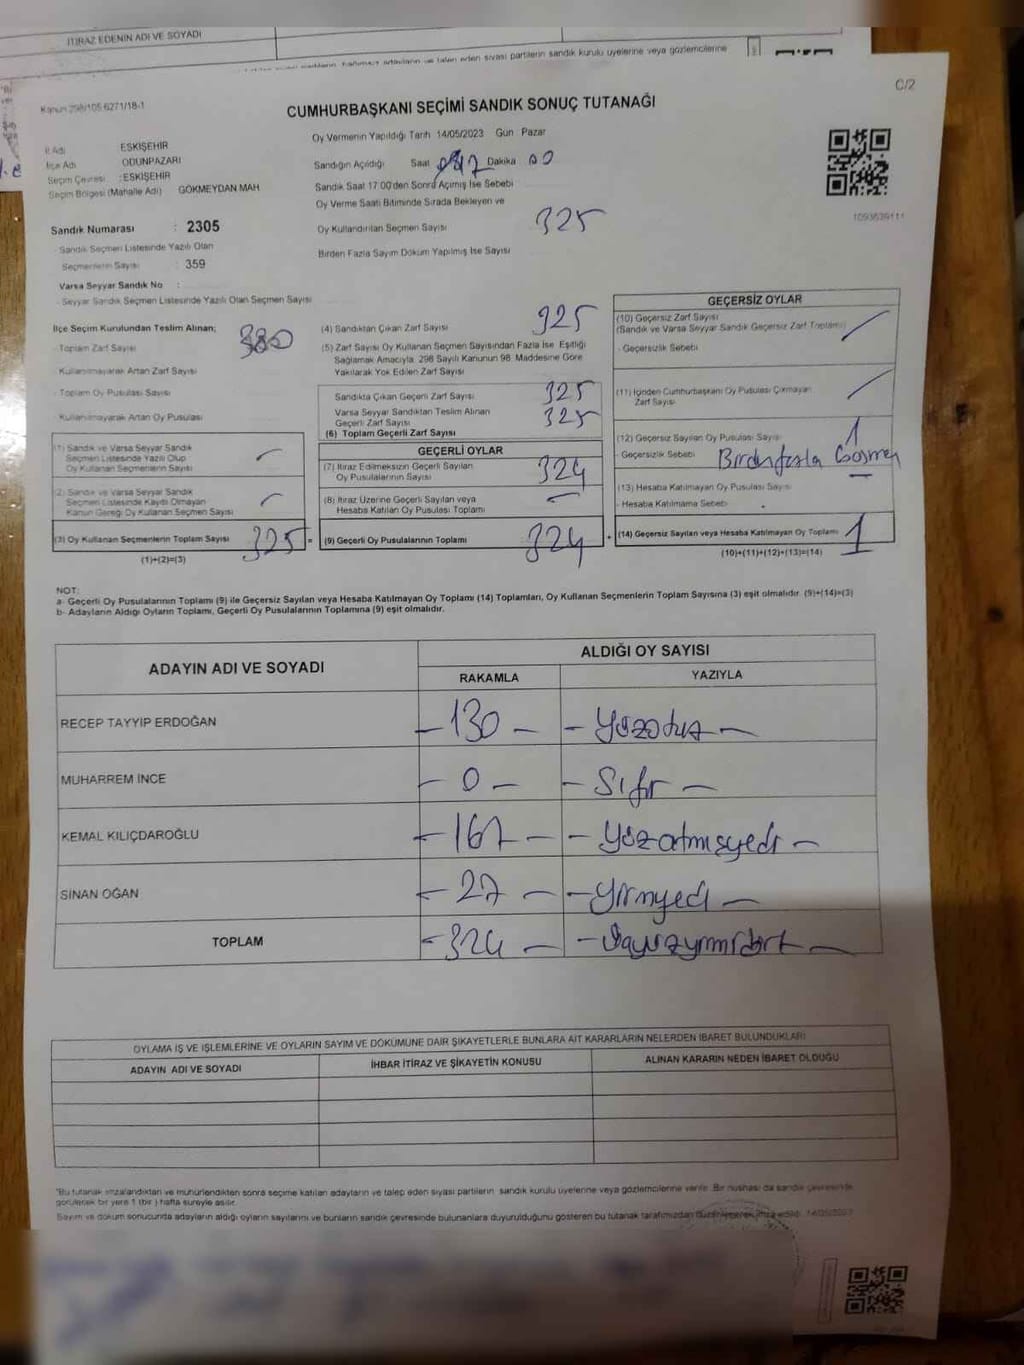 İTİRAZ EDENİN ADI VE SOYADI
siyasi partilerin sandık kurulu üyelerine veya gözlemcilerine
C/2
Kanun 298/105 6271/18-1
CUMHURBAŞKANI SEÇİMİ SANDIK SONUÇ TUTANAĞI
Oy Vermenin Yapıldığı Tarih 14/05/2023 Gün Pazar
İl Adı ESKİŞEHİR
İlçe Adı ODUNPAZARI
Seçim Çevresi :ESKİŞEHİR
Seçim Bölgesi (Mahalle Adı) GÖKMEYDAN MAH
Sandığın Açıldığı Saat Dakika 00
Sandık Saat 17 00'den Sonra Açılmış İse Sebebi
Oy Verme Saati Bitiminde Sırada Bekleyen ve
Oy Kullandırılan Seçmen Sayısı 325
Birden Fazla Sayım Döküm Yapılmış İse Sayısı
1093639111
Sandık Numarası : 2305
Sandık Seçmen Listesinde Yazılı Olan
Seçmenlerin Sayısı : 359
Varsa Seyyar Sandık No :
- Seyyar Sandık Seçmen Listesinde Yazılı Olan Seçmen Sayısı
İlçe Seçim Kurulundan Teslim Alınan;
- Toplam Zarf Sayısı 380
Kullanılmayarak Artan Zarf Sayısı
Toplam Oy Pusulası Sayısı
Kullanılmayarak Artan Oy Pusulası
(1) Sandık ve Varsa Seyyar Sandık
Seçmen Listesinde Yazılı Olup
Oy Kullanan Seçmenlerin Sayısı
(2) Sandık ve Varsa Seyyar Sandık
Seçmen Listesinde Kaydı Olmayan
Kanun Gereği Oy Kullanan Seçmen Sayısı
(3) Oy Kullanan Seçmenlerin Toplam Sayısı 325
(1)+(2)=(3)
(4) Sandıktan Çıkan Zarf Sayısı 325
(5) Zarf Sayısı Oy Kullanan Seçmen Sayısından Fazla İse Eşitliği
Sağlamak Amacıyla 298 Sayılı Kanunun 98. Maddesine Göre
Yakılarak Yok Edilen Zarf Sayısı
Sandıkta Çıkan Geçerli Zarf Sayısı 325
Varsa Seyyar Sandıktan Teslim Alınan
Geçerli Zarf Sayısı 325
(6) Toplam Geçerli Zarf Sayısı
GEÇERLİ OYLAR
(7) İtiraz Edilmeksizin Geçerli Sayılan
Oy Pusulalarının Sayısı 324
(8) İtiraz Üzerine Geçerli Sayılan veya
Hesaba Katılan Oy Pusulası Toplamı
= (9) Geçerli Oy Pusulalarının Toplamı 324
GEÇERSİZ OYLAR
(10) Geçersiz Zarf Sayısı
(Sandık ve Varsa Seyyar Sandık Geçersiz Zarf Toplamı)
- Geçersizlik Sebebi
(11) İçinden Cumhurbaşkanı Oy Pusulası Çıkmayan
Zarf Sayısı
(12) Geçersiz Sayılan Oy Pusulası Sayısı 1
- Geçersizlik Sebebi Birdenfazla
(13) Hesaba Katılmayan Oy Pusulası Sayısı
- Hesaba Katılmama Sebebi
+ (14) Geçersiz Sayılan veya Hesaba Katılmayan Oy Toplamı 1
(10)+(11)+(12)+(13)=(14)
NOT:
a- Geçerli Oy Pusulalarının Toplamı (9) ile Geçersiz Sayılan veya Hesaba Katılmayan Oy Toplamı (14) Toplamları, Oy Kullanan Seçmenlerin Toplam Sayısına (3) eşit olmalıdır. (9)+(14)=(3)
b- Adayların Aldığı Oyların Toplamı, Geçerli Oy Pusulalarının Toplamına (9) eşit olmalıdır.
ADAYIN ADI VE SOYADI
ALDIĞI OY SAYISI
RAKAMLA YAZIYLA
RECEP TAYYİP ERDOĞAN – 130 – – Yüzotuz –
MUHARREM İNCE – 0 – – Sıfır –
KEMAL KILIÇDAROĞLU – 167 – – Yüzatmışyedi –
SİNAN OĞAN – 27 – – Yirmiyedi –
TOPLAM – 324 – – üçyüzyirmidört –
OYLAMA İŞ VE İŞLEMLERİNE VE OYLARIN SAYIM VE DÖKÜMÜNE DAİR ŞİKAYETLERLE BUNLARA AİT KARARLARIN NELERDEN İBARET BULUNDUKLARI
ADAYIN ADI VE SOYADI İHBAR İTİRAZ VE ŞİKAYETİN KONUSU ALINAN KARARIN NEDEN İBARET OLDUĞU
*Bu tutanak imzalandıktan ve mühürlendikten sonra seçime katılan adayların ve talep eden siyasi partilerin sandık kurulu üyelerine veya gözlemcilerine verilir. Bir nüshası da sandık çevresinde
görülecek bir yere 1 (bir) hafta süreyle asılır.
Sayım ve döküm sonucunda adayların aldığı oyların sayılarını ve bunların sandık çevresinde bulunanlara duyurulduğunu gösteren bu tutanak tarafımızdan düzenlenerek imza edildi. 14/05/2023